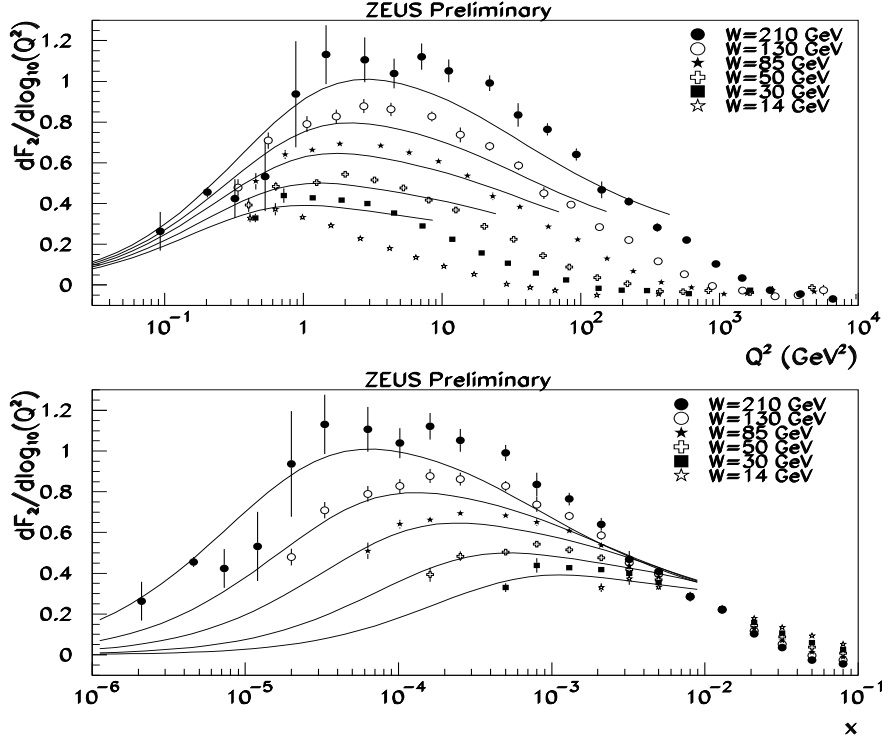 ZEUS Preliminary
dF2/dlog10(Q²)
1.2
1
0.8
0.6
0.4
0.2
0
W=210 GeV
W=130 GeV
W=85 GeV
W=50 GeV
W=30 GeV
W=14 GeV
10⁻¹ 1 10 10² 10³ 10⁴
Q² (GeV²)
ZEUS Preliminary
dF2/dlog10(Q²)
1.2
1
0.8
0.6
0.4
0.2
0
W=210 GeV
W=130 GeV
W=85 GeV
W=50 GeV
W=30 GeV
W=14 GeV
10⁻⁶ 10⁻⁵ 10⁻⁴ 10⁻³ 10⁻² 10⁻¹
x